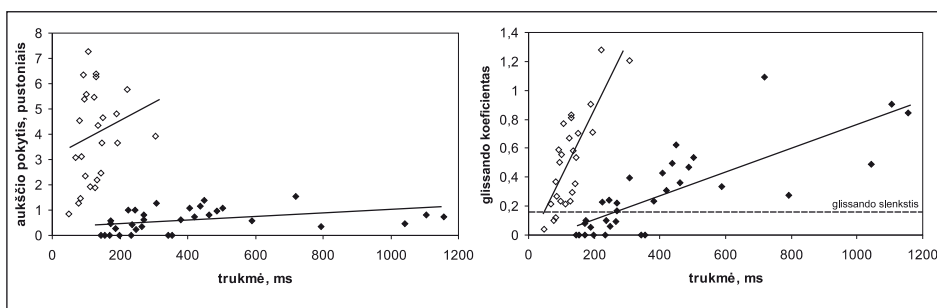 aukščio pokytis, pustoniais
8
7
6
5
4
3
2
1
0
0 200 400 600 800 1000 1200
trukmė, ms
glissando koeficientas
1,4
1,2
1
0,8
0,6
0,4
0,2
0
glissando slenkstis
0 200 400 600 800 1000 1200
trukmė, ms